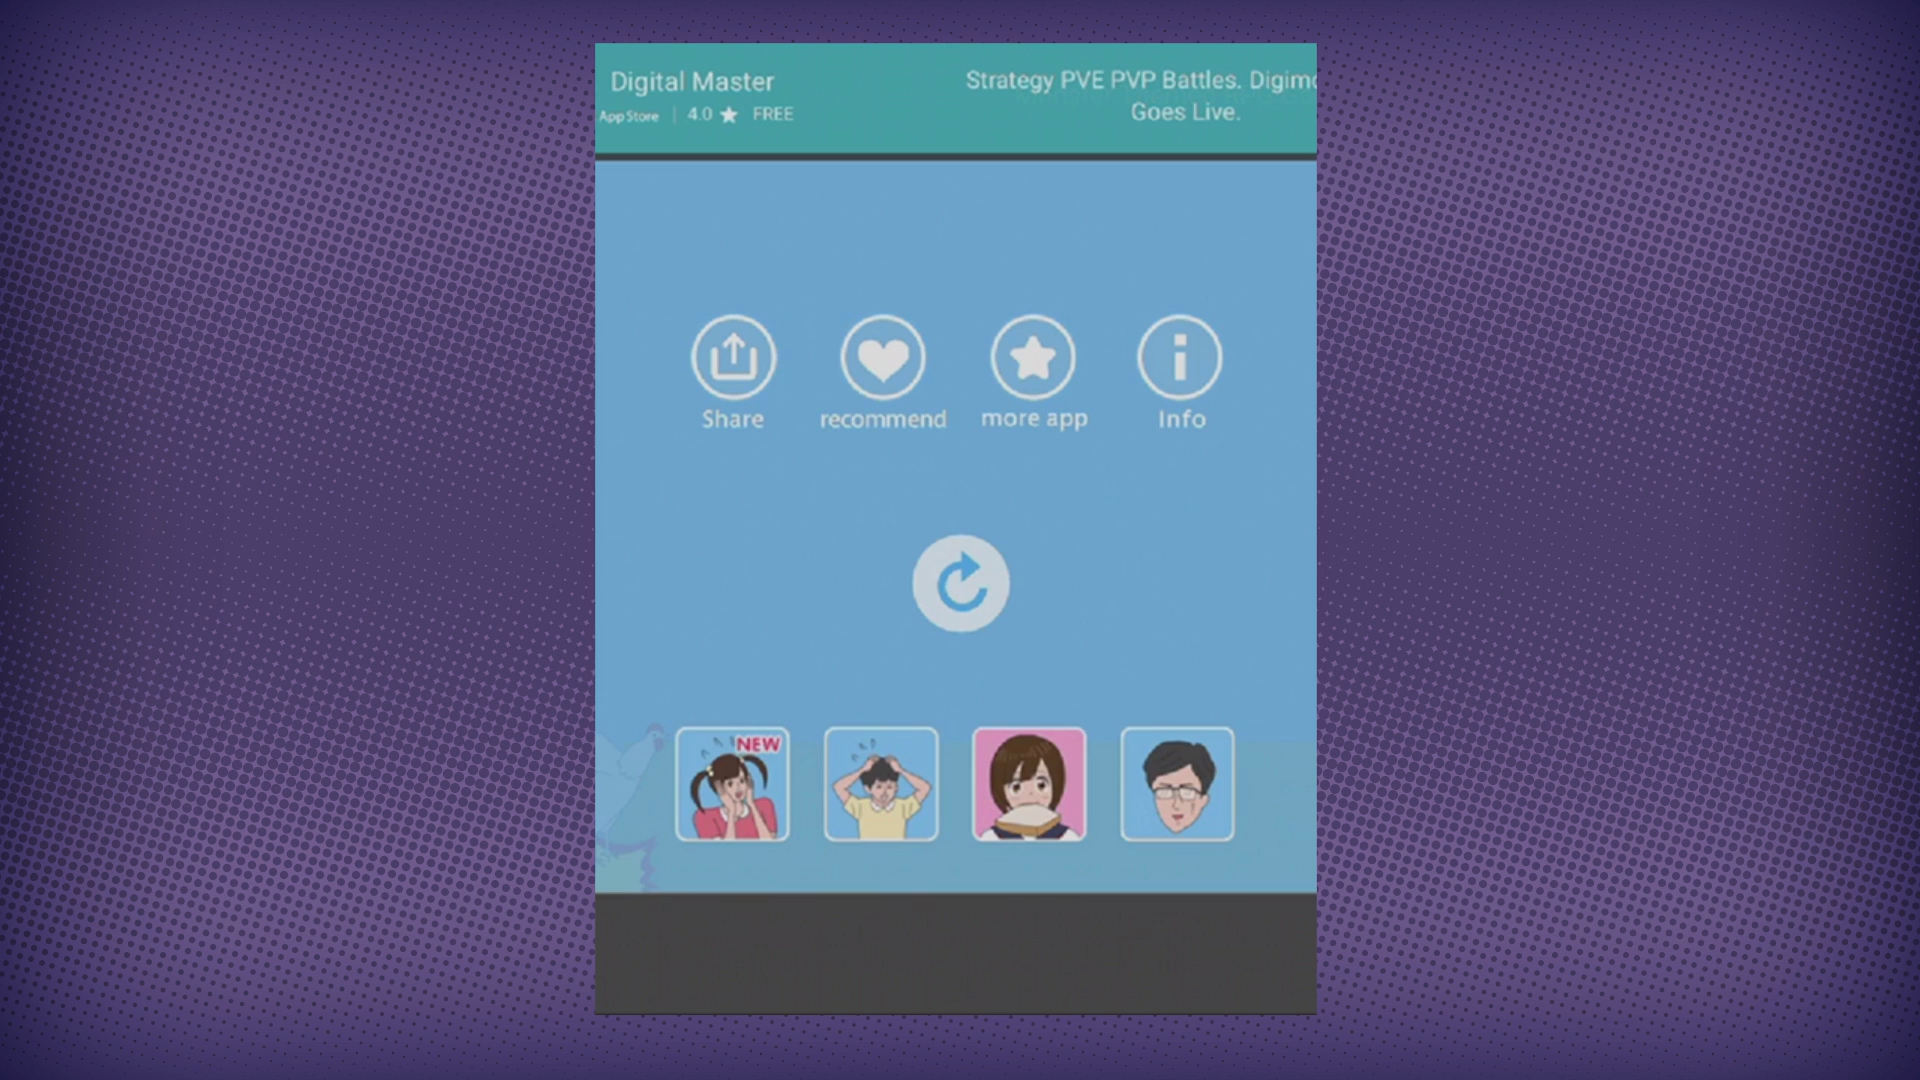 Digital Master
App Store | 4.0 ★ FREE
Strategy PVE PVP Battles. Digimo
Goes Live.
Share
recommend
more app
Info
NEW